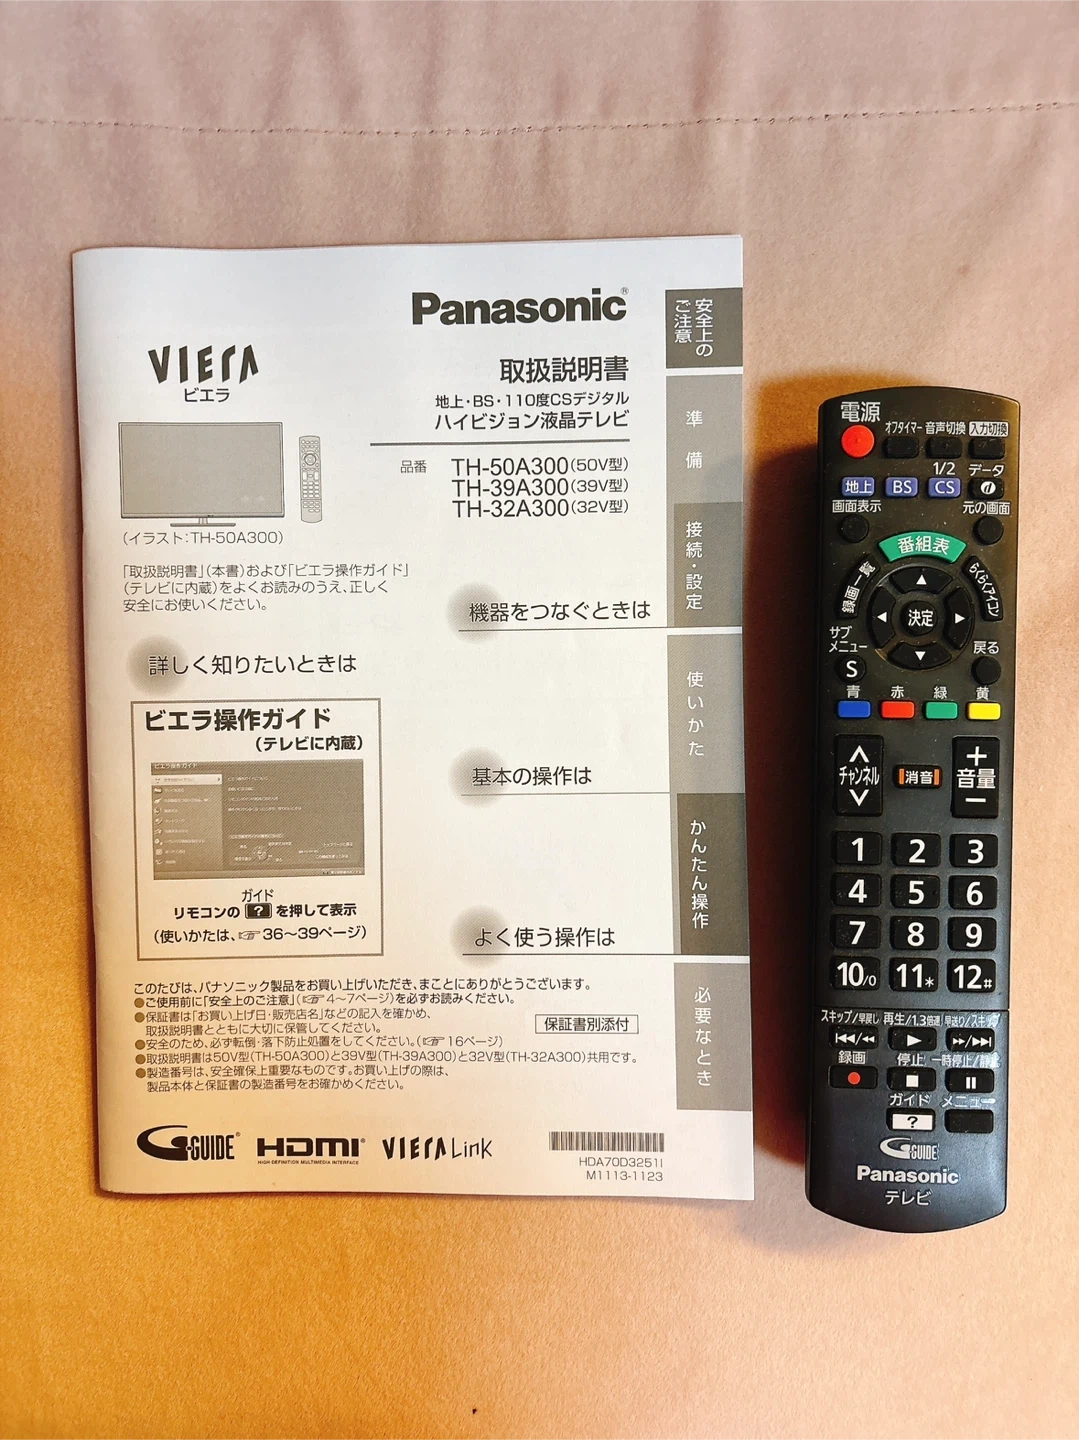 Panasonic®
VIERA
ビエラ
取扱説明書
地上・BS・110度CSデジタル
ハイビジョン液晶テレビ
品番 TH-50A300(50V型)
TH-39A300(39V型)
TH-32A300(32V型)
(イラスト:TH-50A300)
「取扱説明書」(本書)および「ビエラ操作ガイド」
(テレビに内蔵)をよくお読みのうえ、正しく
安全にお使いください。
機器をつなぐときは
詳しく知りたいときは
ビエラ操作ガイド
(テレビに内蔵)
ビエラ操作ガイド
ガイド
リモコンの ? を押して表示
(使いかたは、☞36〜39ページ)
基本の操作は
よく使う操作は
このたびは、パナソニック製品をお買い上げいただき、まことにありがとうございます。
●ご使用前に「安全上のご注意」(☞4〜7ページ)を必ずお読みください。
●保証書は「お買い上げ日・販売店名」などの記入を確かめ、
取扱説明書とともに大切に保管してください。
●安全のため、必ず転倒・落下防止処置をしてください。(☞16ページ)
●取扱説明書は50V型(TH-50A300)と39V型(TH-39A300)と32V型(TH-32A300)共用です。
●製造番号は、安全確保上重要なものです。お買い上げの際は、
製品本体と保証書の製造番号をお確かめください。
保証書別添付
G-GUIDE®
HDMI®
HIGH-DEFINITION MULTIMEDIA INTERFACE
VIERA Link
HDA70D3251I
M1113-1123
安全上の
ご注意
準備
接続・設定
使いかた
かんたん操作
必要なとき
電源
オフタイマー 音声切換 入力切換
1/2 データ
地上 BS CS d
画面表示 元の画面
番組表
録画一覧
らくらくアイコン
▲
◀ 決定 ▶
▼
サブ
メニュー
S
戻る
青 赤 緑 黄
チャンネル
消音
+
音量
−
1 2 3
4 5 6
7 8 9
10/0 11* 12#
スキップ/早戻し 再生/1.3倍速 早送り/スキップ
録画 停止 一時停止/静止
ガイド メニュー
?
G-GUIDE®
Panasonic
テレビ